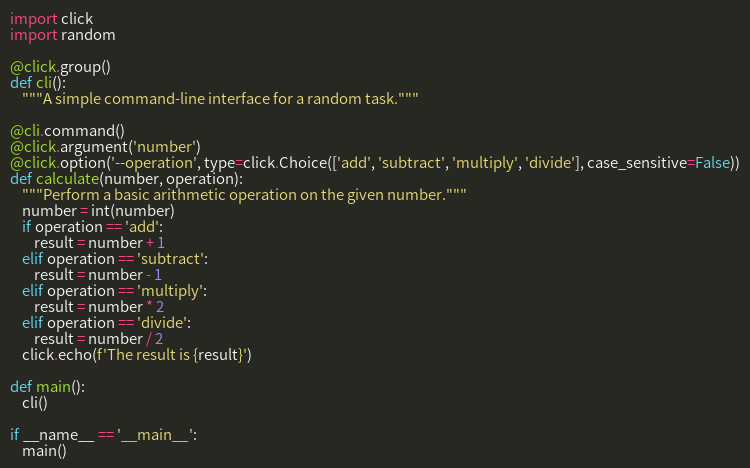 import click
import random

@click.group()
def cli():
    """A simple command-line interface for a random task."""

@cli.command()
@click.argument('number')
@click.option('--operation', type=click.Choice(['add', 'subtract', 'multiply', 'divide'], case_sensitive=False))
def calculate(number, operation):
    """Perform a basic arithmetic operation on the given number."""
    number = int(number)
    if operation == 'add':
        result = number + 1
    elif operation == 'subtract':
        result = number - 1
    elif operation == 'multiply':
        result = number * 2
    elif operation == 'divide':
        result = number / 2
    click.echo(f'The result is {result}')

def main():
    cli()

if __name__ == '__main__':
    main()